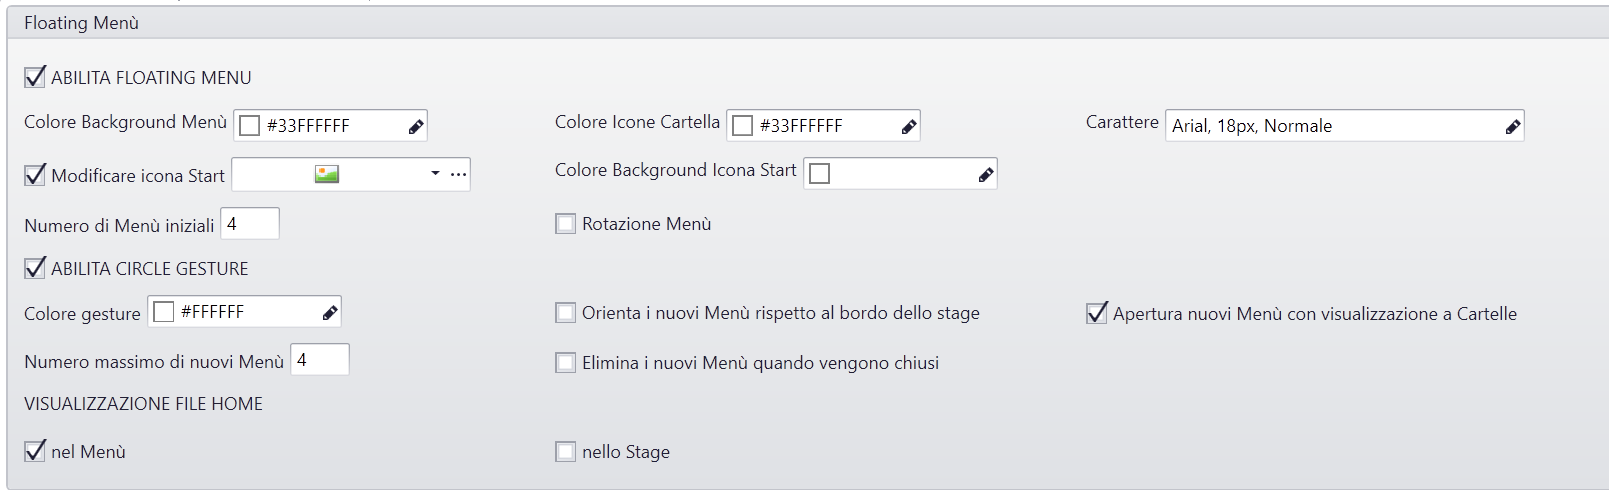 Floating Menù
ABILITA FLOATING MENU
Colore Background Menù #33FFFFFF Colore Icone Cartella #33FFFFFF Carattere Arial, 18px, Normale
Modificare icona Start Colore Background Icona Start
Numero di Menù iniziali 4 Rotazione Menù
ABILITA CIRCLE GESTURE
Colore gesture #FFFFFF Orienta i nuovi Menù rispetto al bordo dello stage Apertura nuovi Menù con visualizzazione a Cartelle
Numero massimo di nuovi Menù 4 Elimina i nuovi Menù quando vengono chiusi
VISUALIZZAZIONE FILE HOME
nel Menù nello Stage